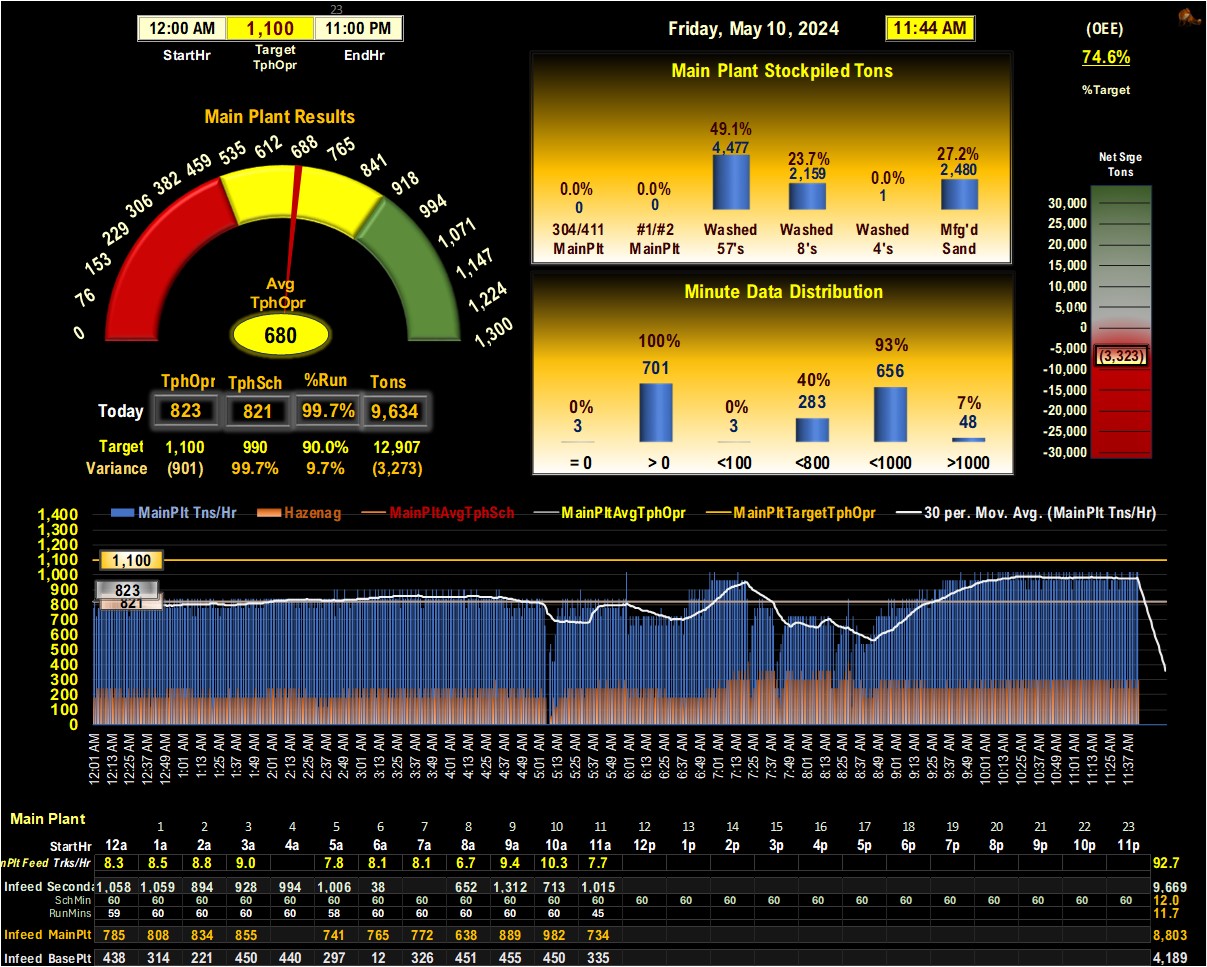 23
12:00 AM 1,100 11:00 PM
StartHr Target TphOpr EndHr
Friday, May 10, 2024 11:44 AM
(OEE)
74.6%
%Target
Main Plant Results
0 76 153 229 306 382 459 535 612 688 765 841 918 994 1,071 1,147 1,224 1,300
Avg
TphOpr
680
TphOpr TphSch %Run Tons
Today 823 821 99.7% 9,634
Target 1,100 990 90.0% 12,907
Variance (901) 99.7% 9.7% (3,273)
Main Plant Stockpiled Tons
49.1%
4,477
23.7%
2,159
27.2%
2,480
0.0% 0.0% 0.0%
0 0 1
304/411 #1/#2 Washed Washed Washed Mfg'd
MainPlt MainPlt 57's 8's 4's Sand
Minute Data Distribution
100% 93%
701 656
40%
283
0% 0% 7%
3 3 48
= 0 > 0 <100 <800 <1000 >1000
Net Srge
Tons
30,000
25,000
20,000
15,000
10,000
5,000
0
-5,000
(3,323)
-10,000
-15,000
-20,000
-25,000
-30,000
MainPlt Tns/Hr Hazenag MainPltAvgTphSch MainPltAvgTphOpr MainPltTargetTphOpr 30 per. Mov. Avg. (MainPlt Tns/Hr)
1,400
1,300
1,200
1,100
1,000
900
800
700
600
500
400
300
200
100
0
1,100
823
821
12:01 AM 12:13 AM 12:25 AM 12:37 AM 12:49 AM 1:01 AM 1:13 AM 1:25 AM 1:37 AM 1:49 AM 2:01 AM 2:13 AM 2:25 AM 2:37 AM 2:49 AM 3:01 AM 3:13 AM 3:25 AM 3:37 AM 3:49 AM 4:01 AM 4:13 AM 4:25 AM 4:37 AM 4:49 AM 5:01 AM 5:13 AM 5:25 AM 5:37 AM 5:49 AM 6:01 AM 6:13 AM 6:25 AM 6:37 AM 6:49 AM 7:01 AM 7:13 AM 7:25 AM 7:37 AM 7:49 AM 8:01 AM 8:13 AM 8:25 AM 8:37 AM 8:49 AM 9:01 AM 9:13 AM 9:25 AM 9:37 AM 9:49 AM 10:01 AM 10:13 AM 10:25 AM 10:37 AM 10:49 AM 11:01 AM 11:13 AM 11:25 AM 11:37 AM
Main Plant
1 2 3 4 5 6 7 8 9 10 11 12 13 14 15 16 17 18 19 20 21 22 23
StartHr 12a 1a 2a 3a 4a 5a 6a 7a 8a 9a 10a 11a 12p 1p 2p 3p 4p 5p 6p 7p 8p 9p 10p 11p
nPlt Feed Trks/Hr 8.3 8.5 8.8 9.0 7.8 8.1 8.1 6.7 9.4 10.3 7.7 92.7
Infeed Seconda 1,058 1,059 894 928 994 1,006 38 652 1,312 713 1,015 9,669
SchMin 60 60 60 60 60 60 60 60 60 60 60 60 60 60 60 60 60 60 60 60 60 60 60 60 12.0
RunMins 59 60 60 60 60 58 60 60 60 60 60 45 11.7
Infeed MainPlt 785 808 834 855 741 765 772 638 889 982 734 8,803
Infeed BasePlt 438 314 221 450 440 297 12 326 451 455 450 335 4,189